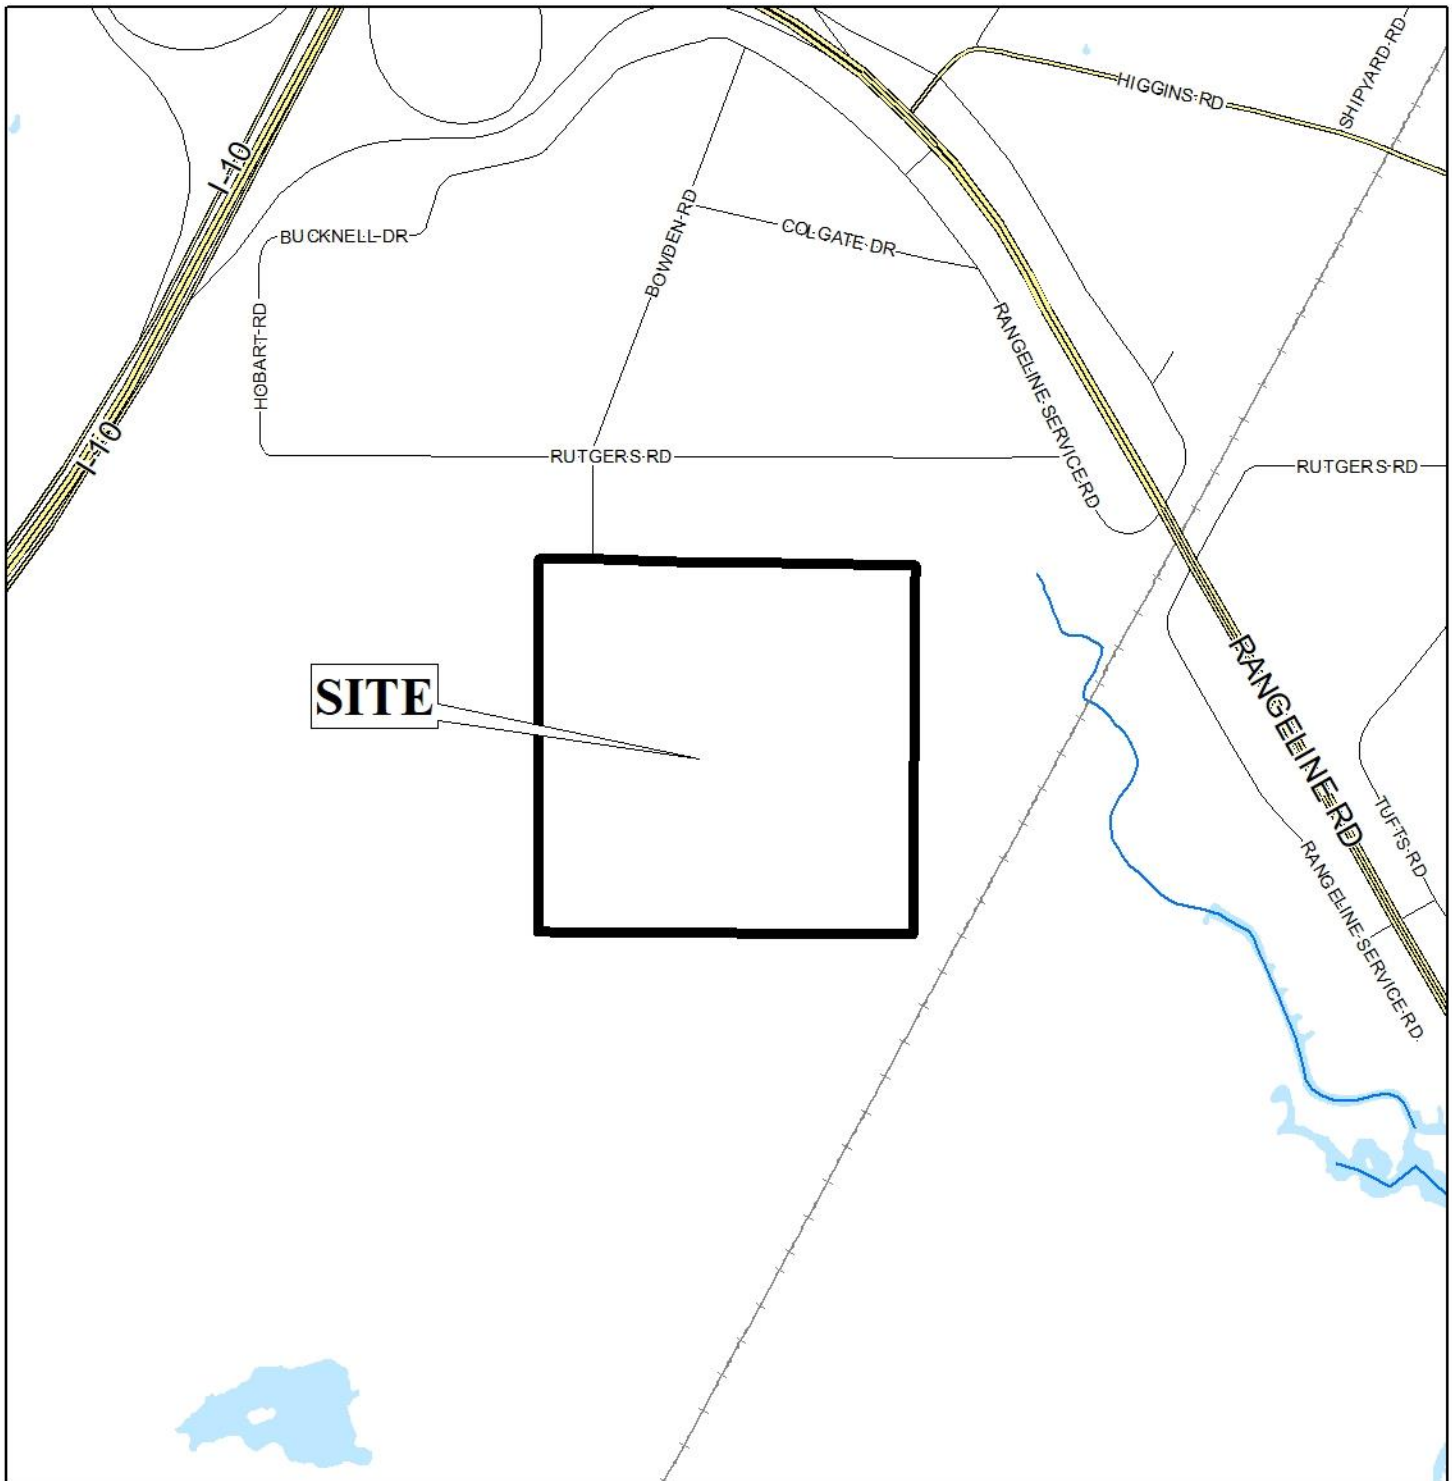 HIGGINS RD
SHIPYARD RD
I-10
BUCKNELL DR
BOWDEN RD
COLGATE DR
HOBART RD
RANGELINE SERVICE RD
I-10
RUTGERS RD
RUTGERS RD
SITE
RANGELINE RD
TUFTS RD
RANGELINE SERVICE RD